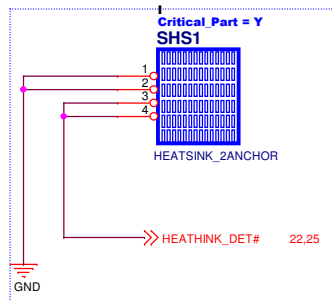 Critical_Part = Y
SHS1
1
2
3
4
HEATSINK_2ANCHOR
HEATHINK_DET# 22,25
GND